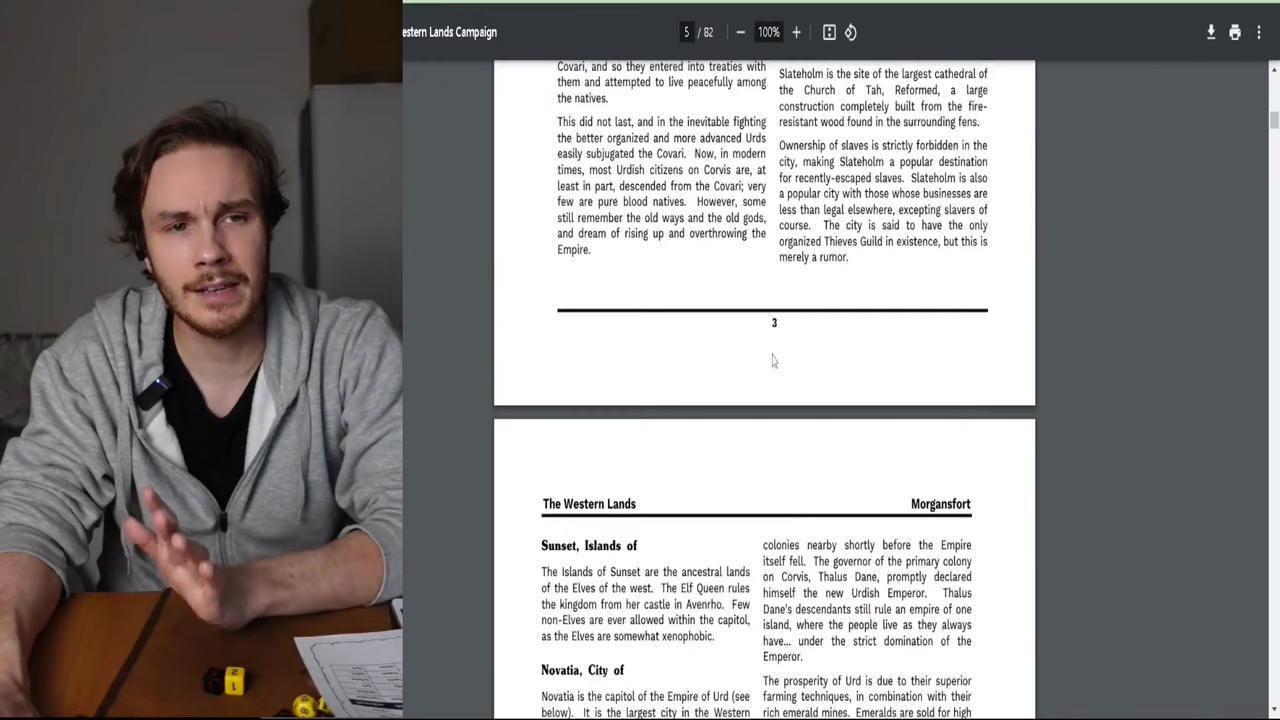 estern Lands Campaign
5 / 82
100%
Covari, and so they entered into treaties with
them and attempted to live peacefully among
the natives.
This did not last, and in the inevitable fighting
the better organized and more advanced Urds
easily subjugated the Covari. Now, in modern
times, most Urdish citizens on Corvis are, at
least in part, descended from the Covari; very
few are pure blood natives. However, some
still remember the old ways and the old gods,
and dream of rising up and overthrowing the
Empire.
Slateholm is the site of the largest cathedral of
the Church of Tah, Reformed, a large
construction completely built from the fire-
resistant wood found in the surrounding fens.
Ownership of slaves is strictly forbidden in the
city, making Slateholm a popular destination
for recently-escaped slaves. Slateholm is also
a popular city with those whose businesses are
less than legal elsewhere, excepting slavers of
course. The city is said to have the only
organized Thieves Guild in existence, but this is
merely a rumor.
3
The Western Lands
Morgansfort
Sunset, Islands of
The Islands of Sunset are the ancestral lands
of the Elves of the west. The Elf Queen rules
the kingdom from her castle in Avenrho. Few
non-Elves are ever allowed within the capitol,
as the Elves are somewhat xenophobic.
Novatia, City of
Novatia is the capitol of the Empire of Urd (see
below). It is the largest city in the Western
colonies nearby shortly before the Empire
itself fell. The governor of the primary colony
on Corvis, Thalus Dane, promptly declared
himself the new Urdish Emperor. Thalus
Dane's descendants still rule an empire of one
island, where the people live as they always
have... under the strict domination of the
Emperor.
The prosperity of Urd is due to their superior
farming techniques, in combination with their
rich emerald mines. Emeralds are sold for high